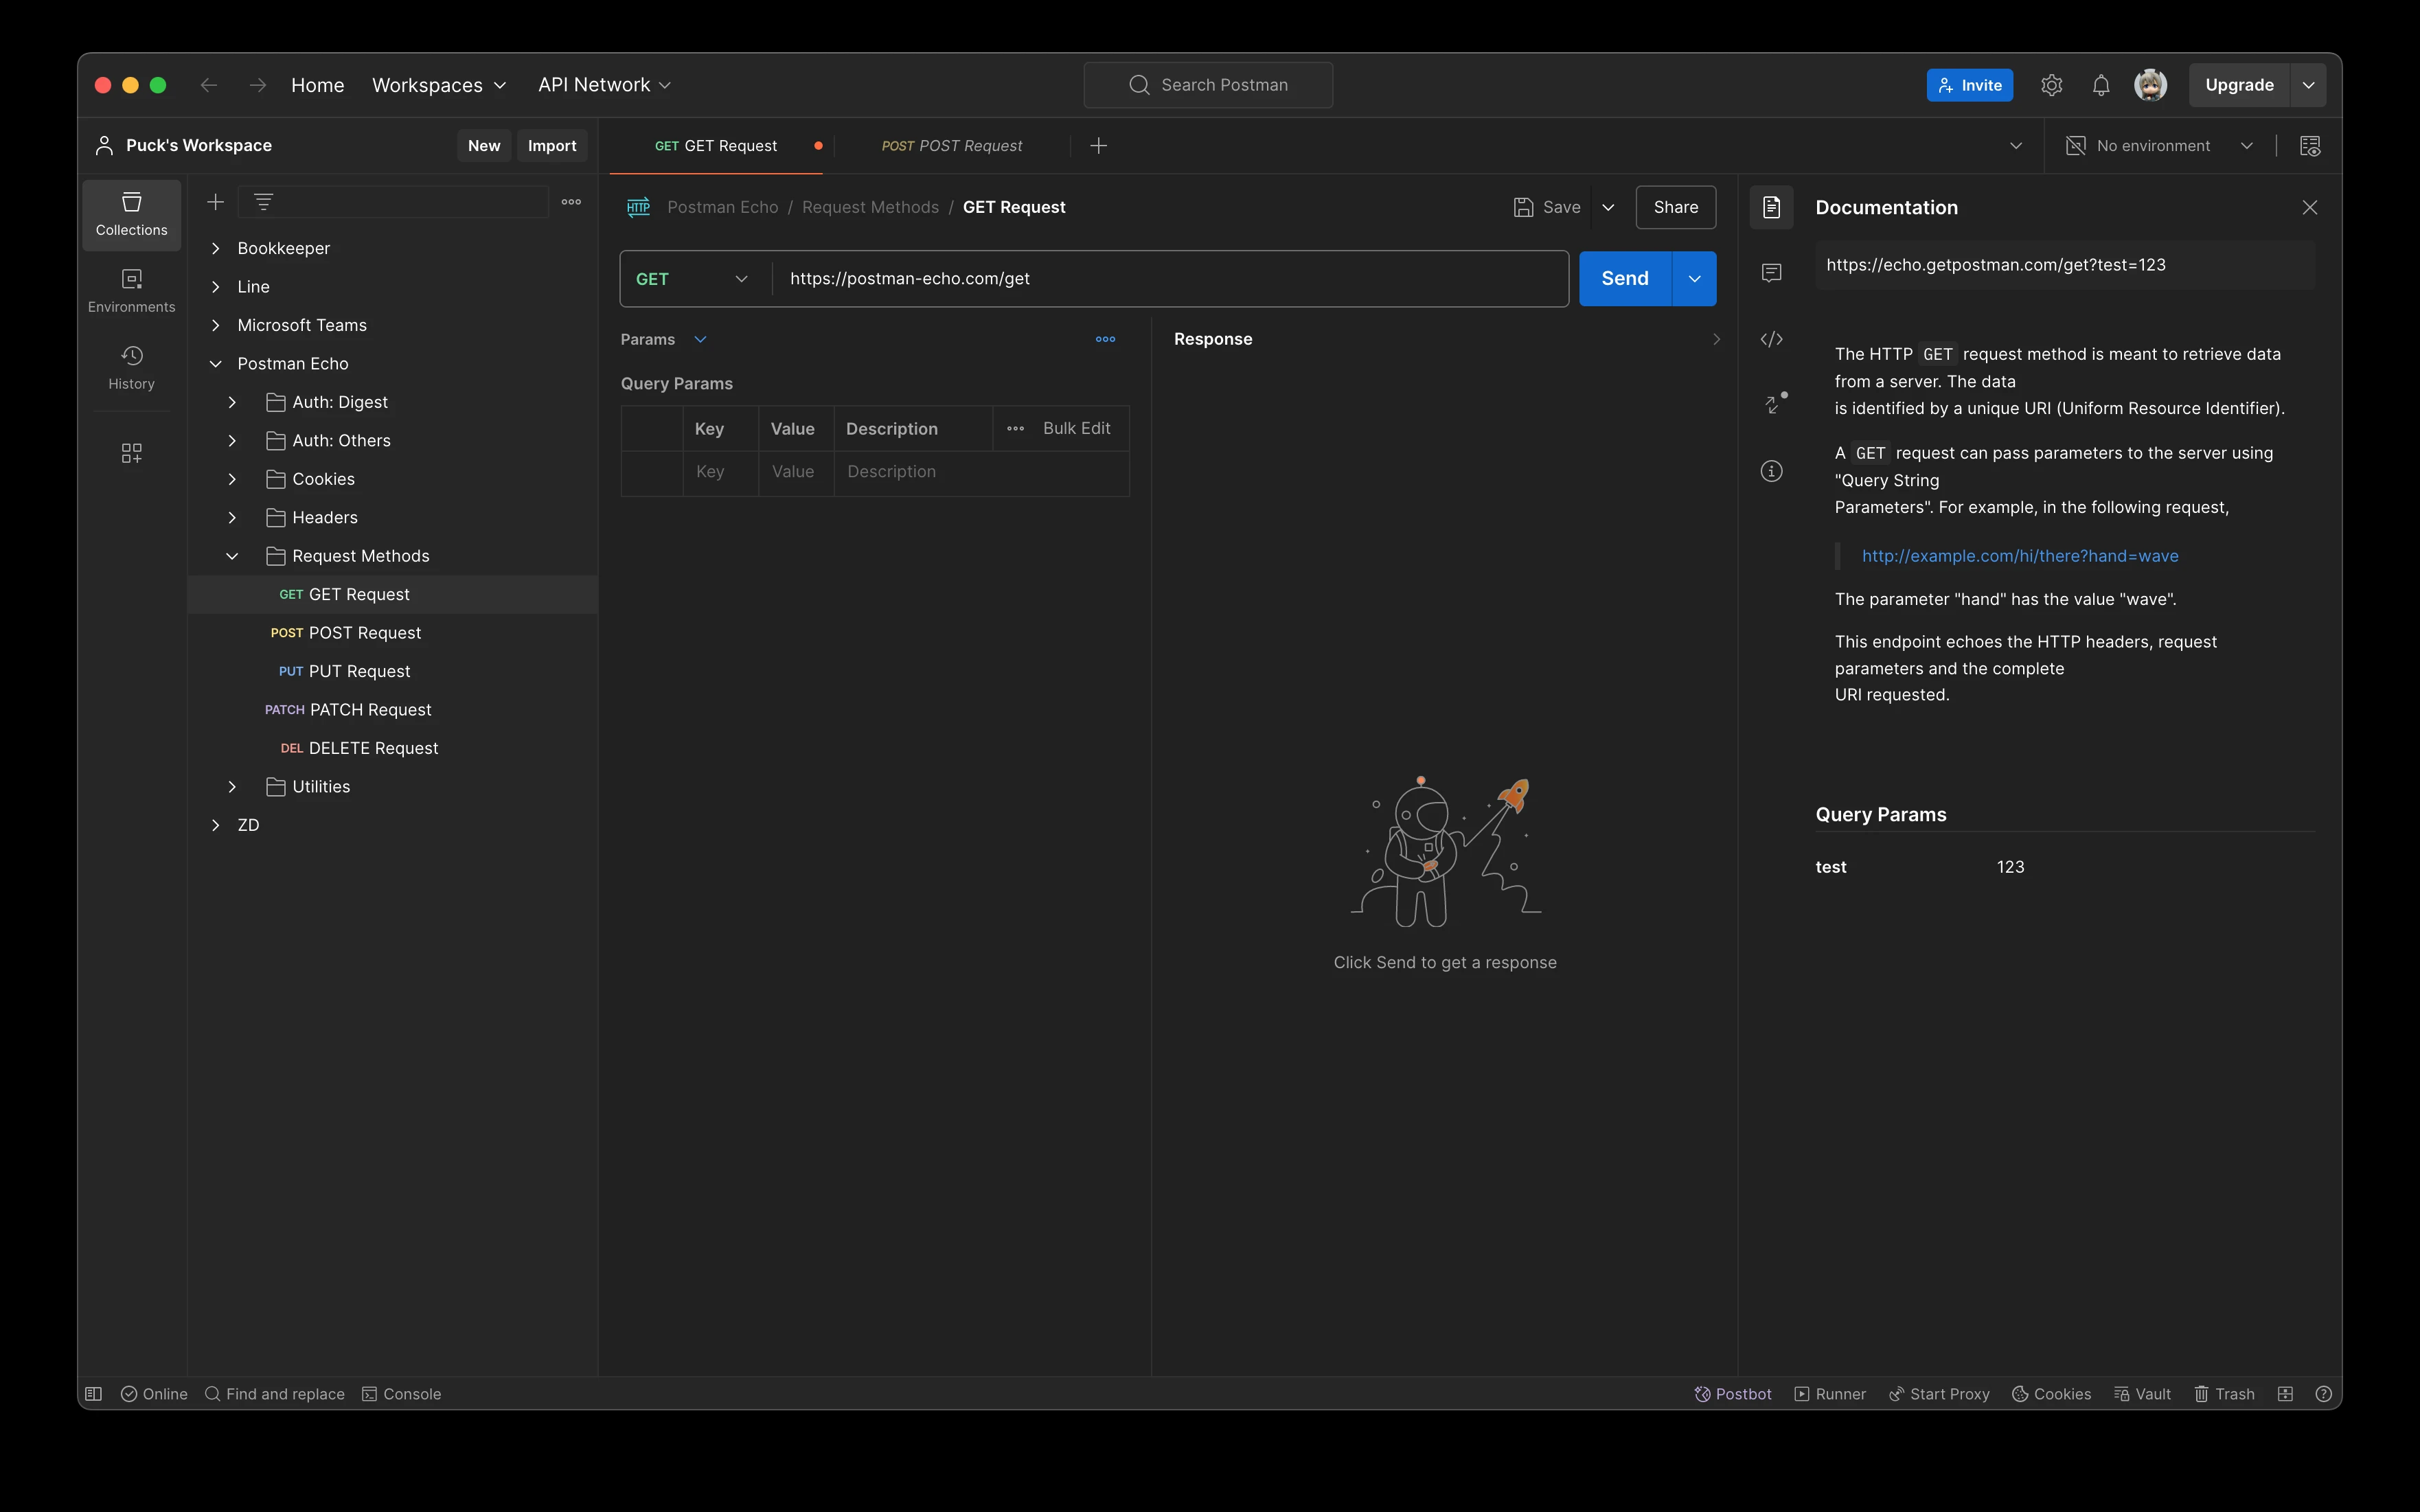 Home
Workspaces
API Network
Search Postman
Invite
Upgrade
Puck's Workspace
New
Import
GET GET Request
POST POST Request
No environment
Collections
Environments
History
Bookkeeper
Line
Microsoft Teams
Postman Echo
Auth: Digest
Auth: Others
Cookies
Headers
Request Methods
GET GET Request
POST POST Request
PUT PUT Request
PATCH PATCH Request
DEL DELETE Request
Utilities
ZD
HTTP
Postman Echo / Request Methods / GET Request
Save
Share
GET
https://postman-echo.com/get
Send
Params
Query Params
Key Value Description Bulk Edit
Key Value Description
Response
Click Send to get a response
Documentation
https://echo.getpostman.com/get?test=123
The HTTP GET request method is meant to retrieve data
from a server. The data
is identified by a unique URI (Uniform Resource Identifier).
A GET request can pass parameters to the server using
"Query String
Parameters". For example, in the following request,
http://example.com/hi/there?hand=wave
The parameter "hand" has the value "wave".
This endpoint echoes the HTTP headers, request
parameters and the complete
URI requested.
Query Params
test 123
Online
Find and replace
Console
Postbot
Runner
Start Proxy
Cookies
Vault
Trash